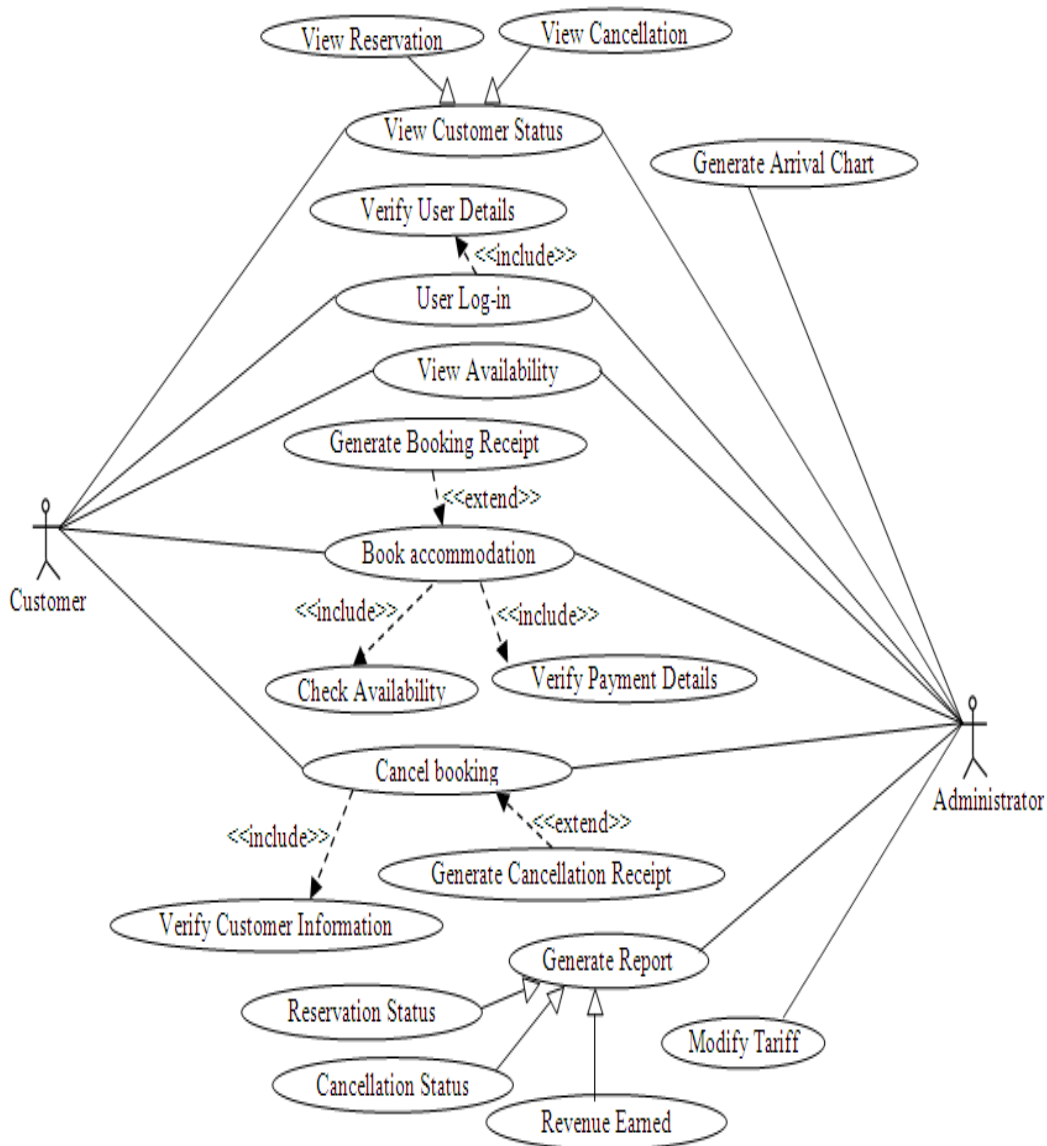 View Reservation
View Cancellation
View Customer Status
Generate Arrival Chart
Verify User Details
<<include>>
User Log-in
View Availability
Generate Booking Receipt
<<extend>>
Book accommodation
Customer
<<include>>
<<include>>
Check Availability
Verify Payment Details
Cancel booking
Administrator
<<include>>
<<extend>>
Generate Cancellation Receipt
Verify Customer Information
Generate Report
Reservation Status
Modify Tariff
Cancellation Status
Revenue Earned